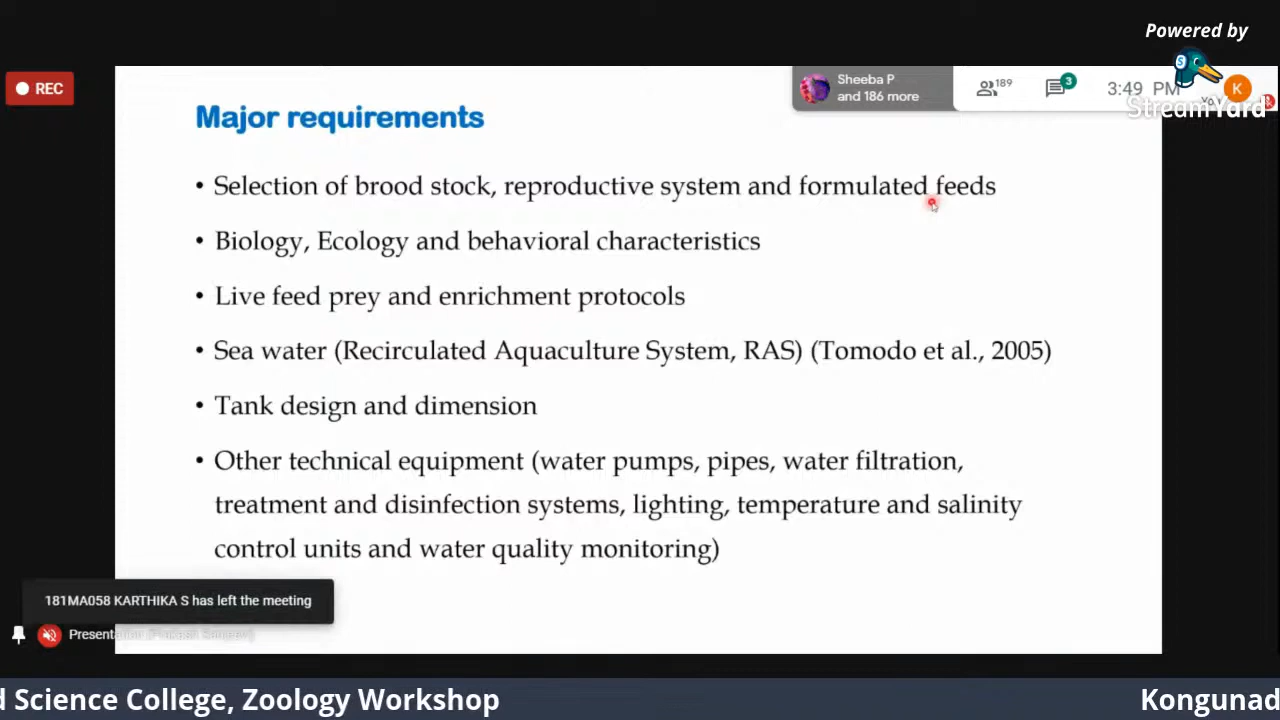 Powered by
StreamYard
REC
Sheeba P
and 186 more
189
3
3:49 PM
K
Major requirements
• Selection of brood stock, reproductive system and formulated feeds
• Biology, Ecology and behavioral characteristics
• Live feed prey and enrichment protocols
• Sea water (Recirculated Aquaculture System, RAS) (Tomodo et al., 2005)
• Tank design and dimension
• Other technical equipment (water pumps, pipes, water filtration,
treatment and disinfection systems, lighting, temperature and salinity
control units and water quality monitoring)
181MA058 KARTHIKA S has left the meeting
d Science College, Zoology Workshop
Kongunad